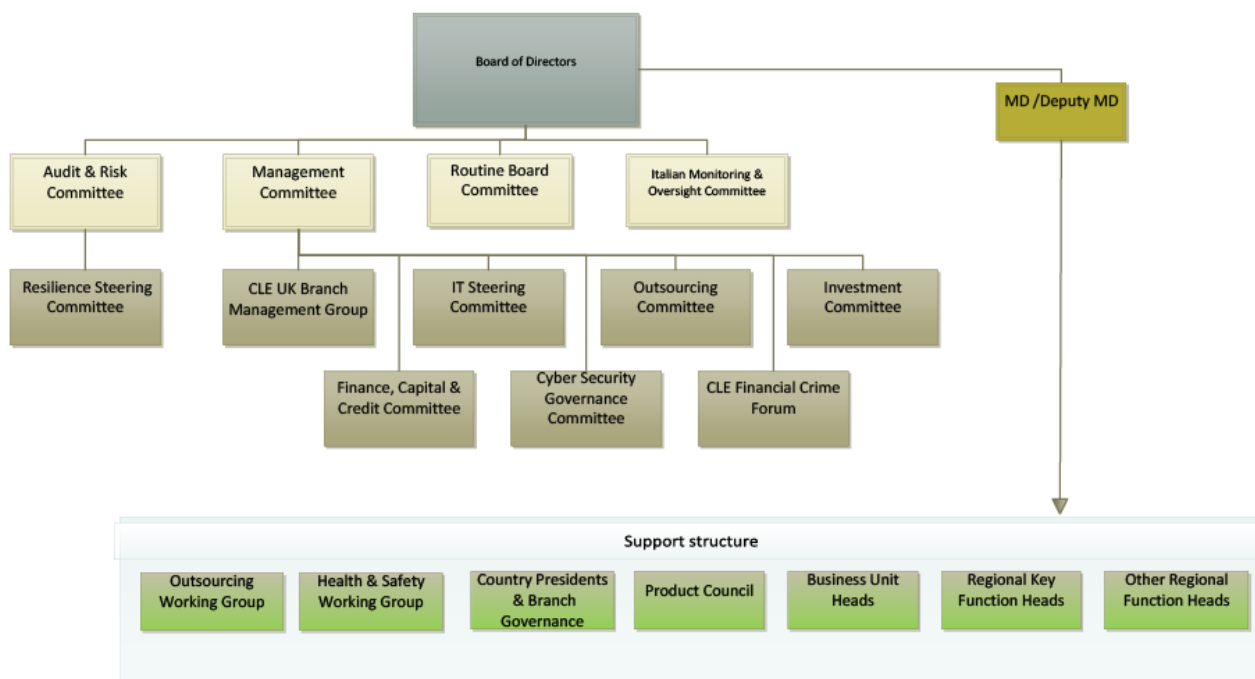 Board of Directors
MD /Deputy MD
Audit & Risk
Committee
Management
Committee
Routine Board
Committee
Italian Monitoring &
Oversight Committee
Resilience Steering
Committee
CLE UK Branch
Management Group
IT Steering
Committee
Outsourcing
Committee
Investment
Committee
Finance, Capital &
Credit Committee
Cyber Security
Governance
Committee
CLE Financial Crime
Forum
Support structure
Outsourcing
Working Group
Health & Safety
Working Group
Country Presidents
& Branch
Governance
Product Council
Business Unit
Heads
Regional Key
Function Heads
Other Regional
Function Heads